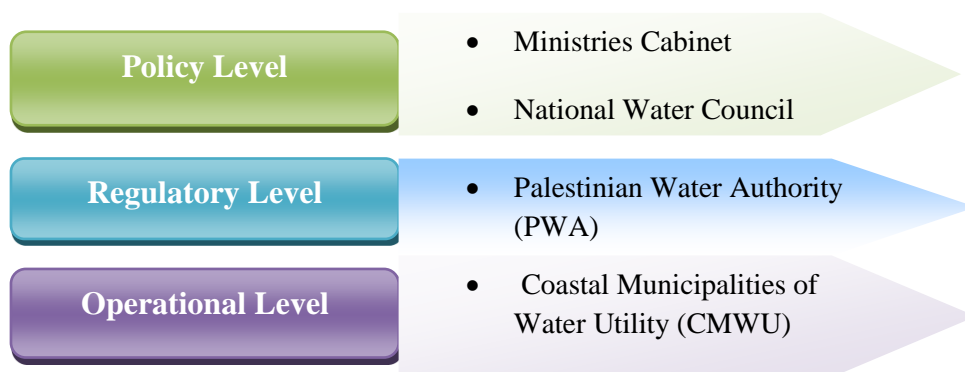 Policy Level
• Ministries Cabinet
• National Water Council
Regulatory Level
• Palestinian Water Authority
(PWA)
Operational Level
• Coastal Municipalities of
Water Utility (CMWU)